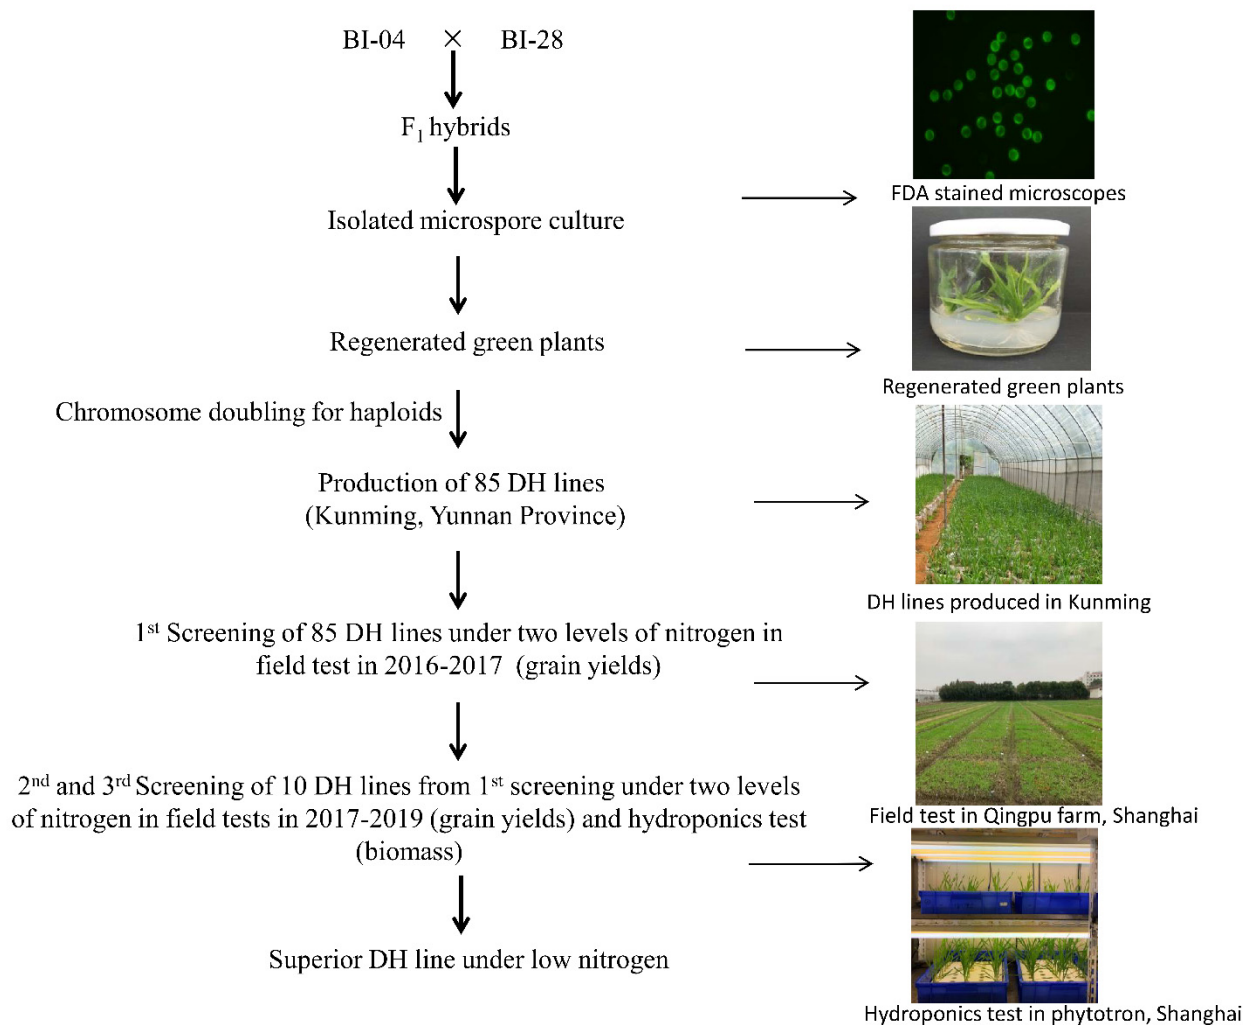 BI-04 × BI-28
F1 hybrids
Isolated microspore culture
FDA stained microscopes
Regenerated green plants
Regenerated green plants
Chromosome doubling for haploids
Production of 85 DH lines
(Kunming, Yunnan Province)
DH lines produced in Kunming
1st Screening of 85 DH lines under two levels of nitrogen in
field test in 2016-2017 (grain yields)
Field test in Qingpu farm, Shanghai
2nd and 3rd Screening of 10 DH lines from 1st screening under two levels
of nitrogen in field tests in 2017-2019 (grain yields) and hydroponics test
(biomass)
Hydroponics test in phytotron, Shanghai
Superior DH line under low nitrogen